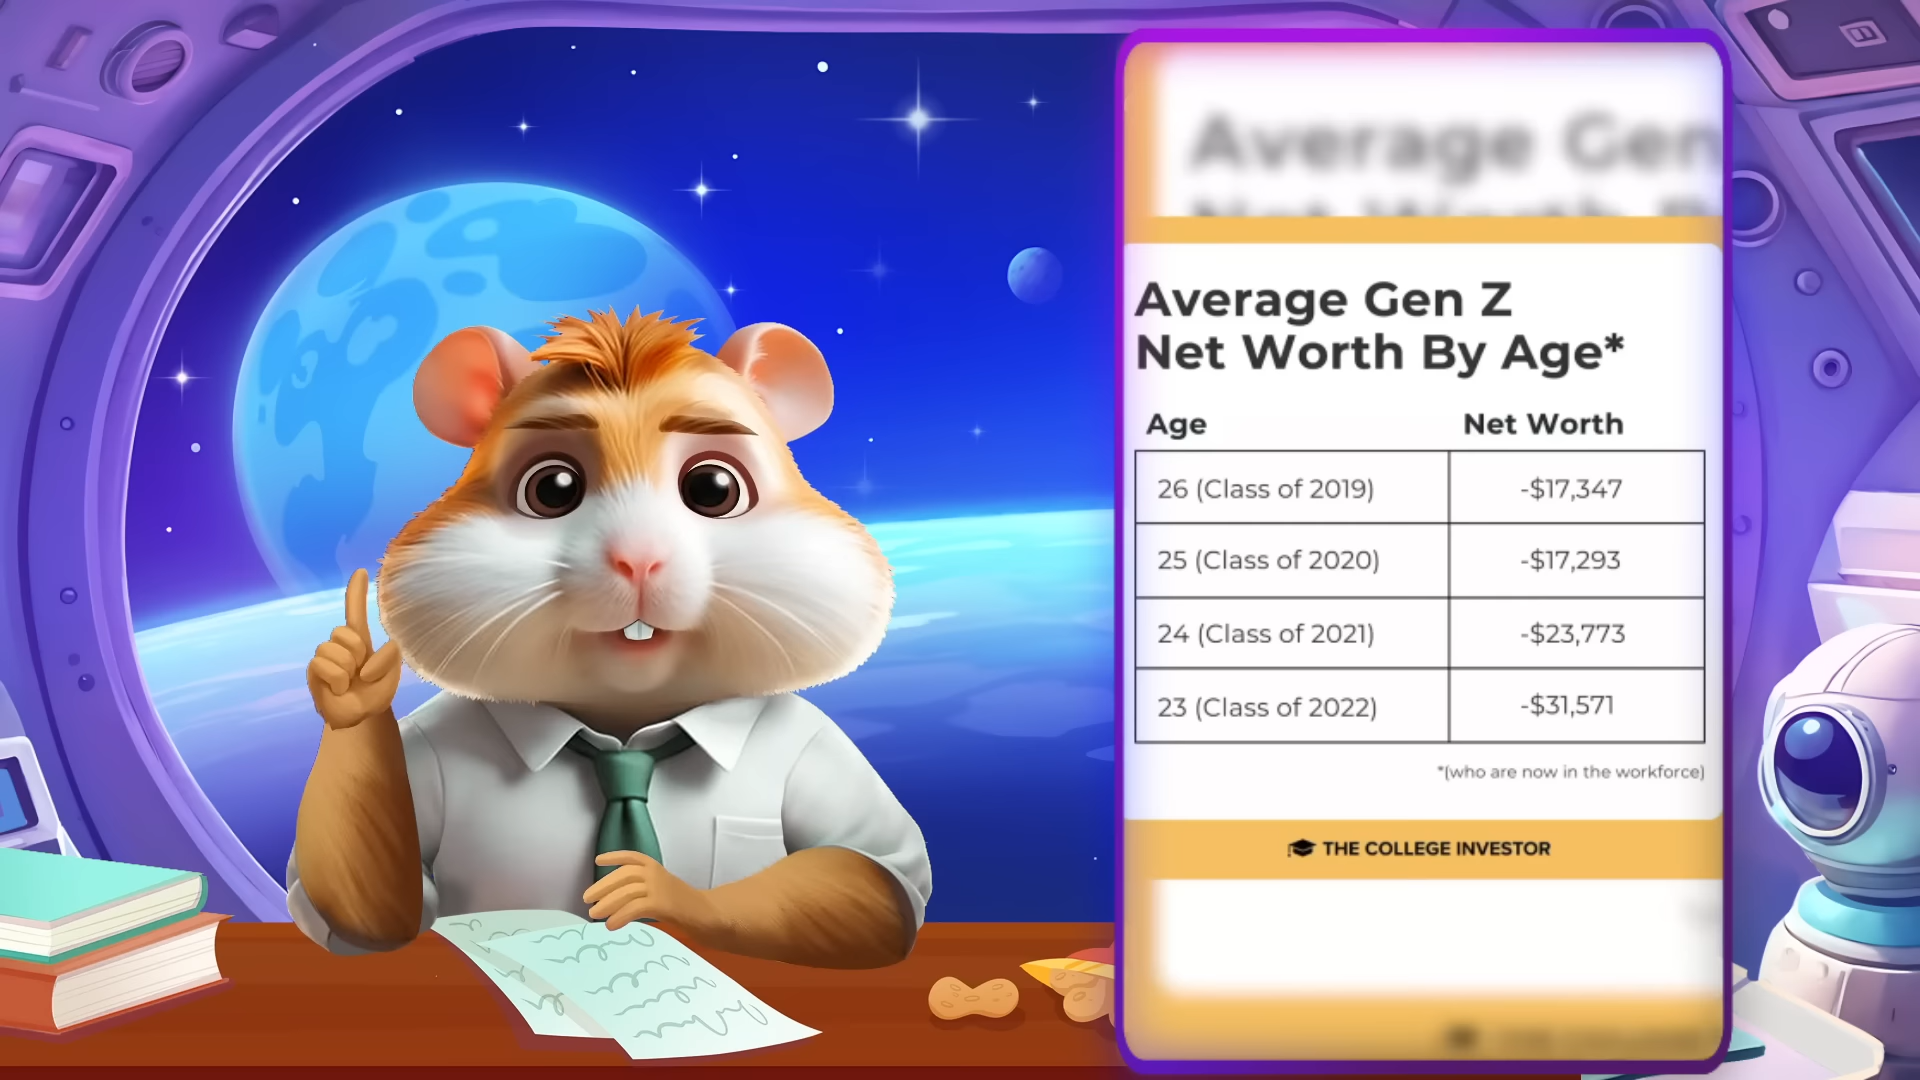 Average Gen
Average Gen Z
Net Worth By Age*
Age Net Worth
26 (Class of 2019) -$17,347
25 (Class of 2020) -$17,293
24 (Class of 2021) -$23,773
23 (Class of 2022) -$31,571
*(who are now in the workforce)
THE COLLEGE INVESTOR